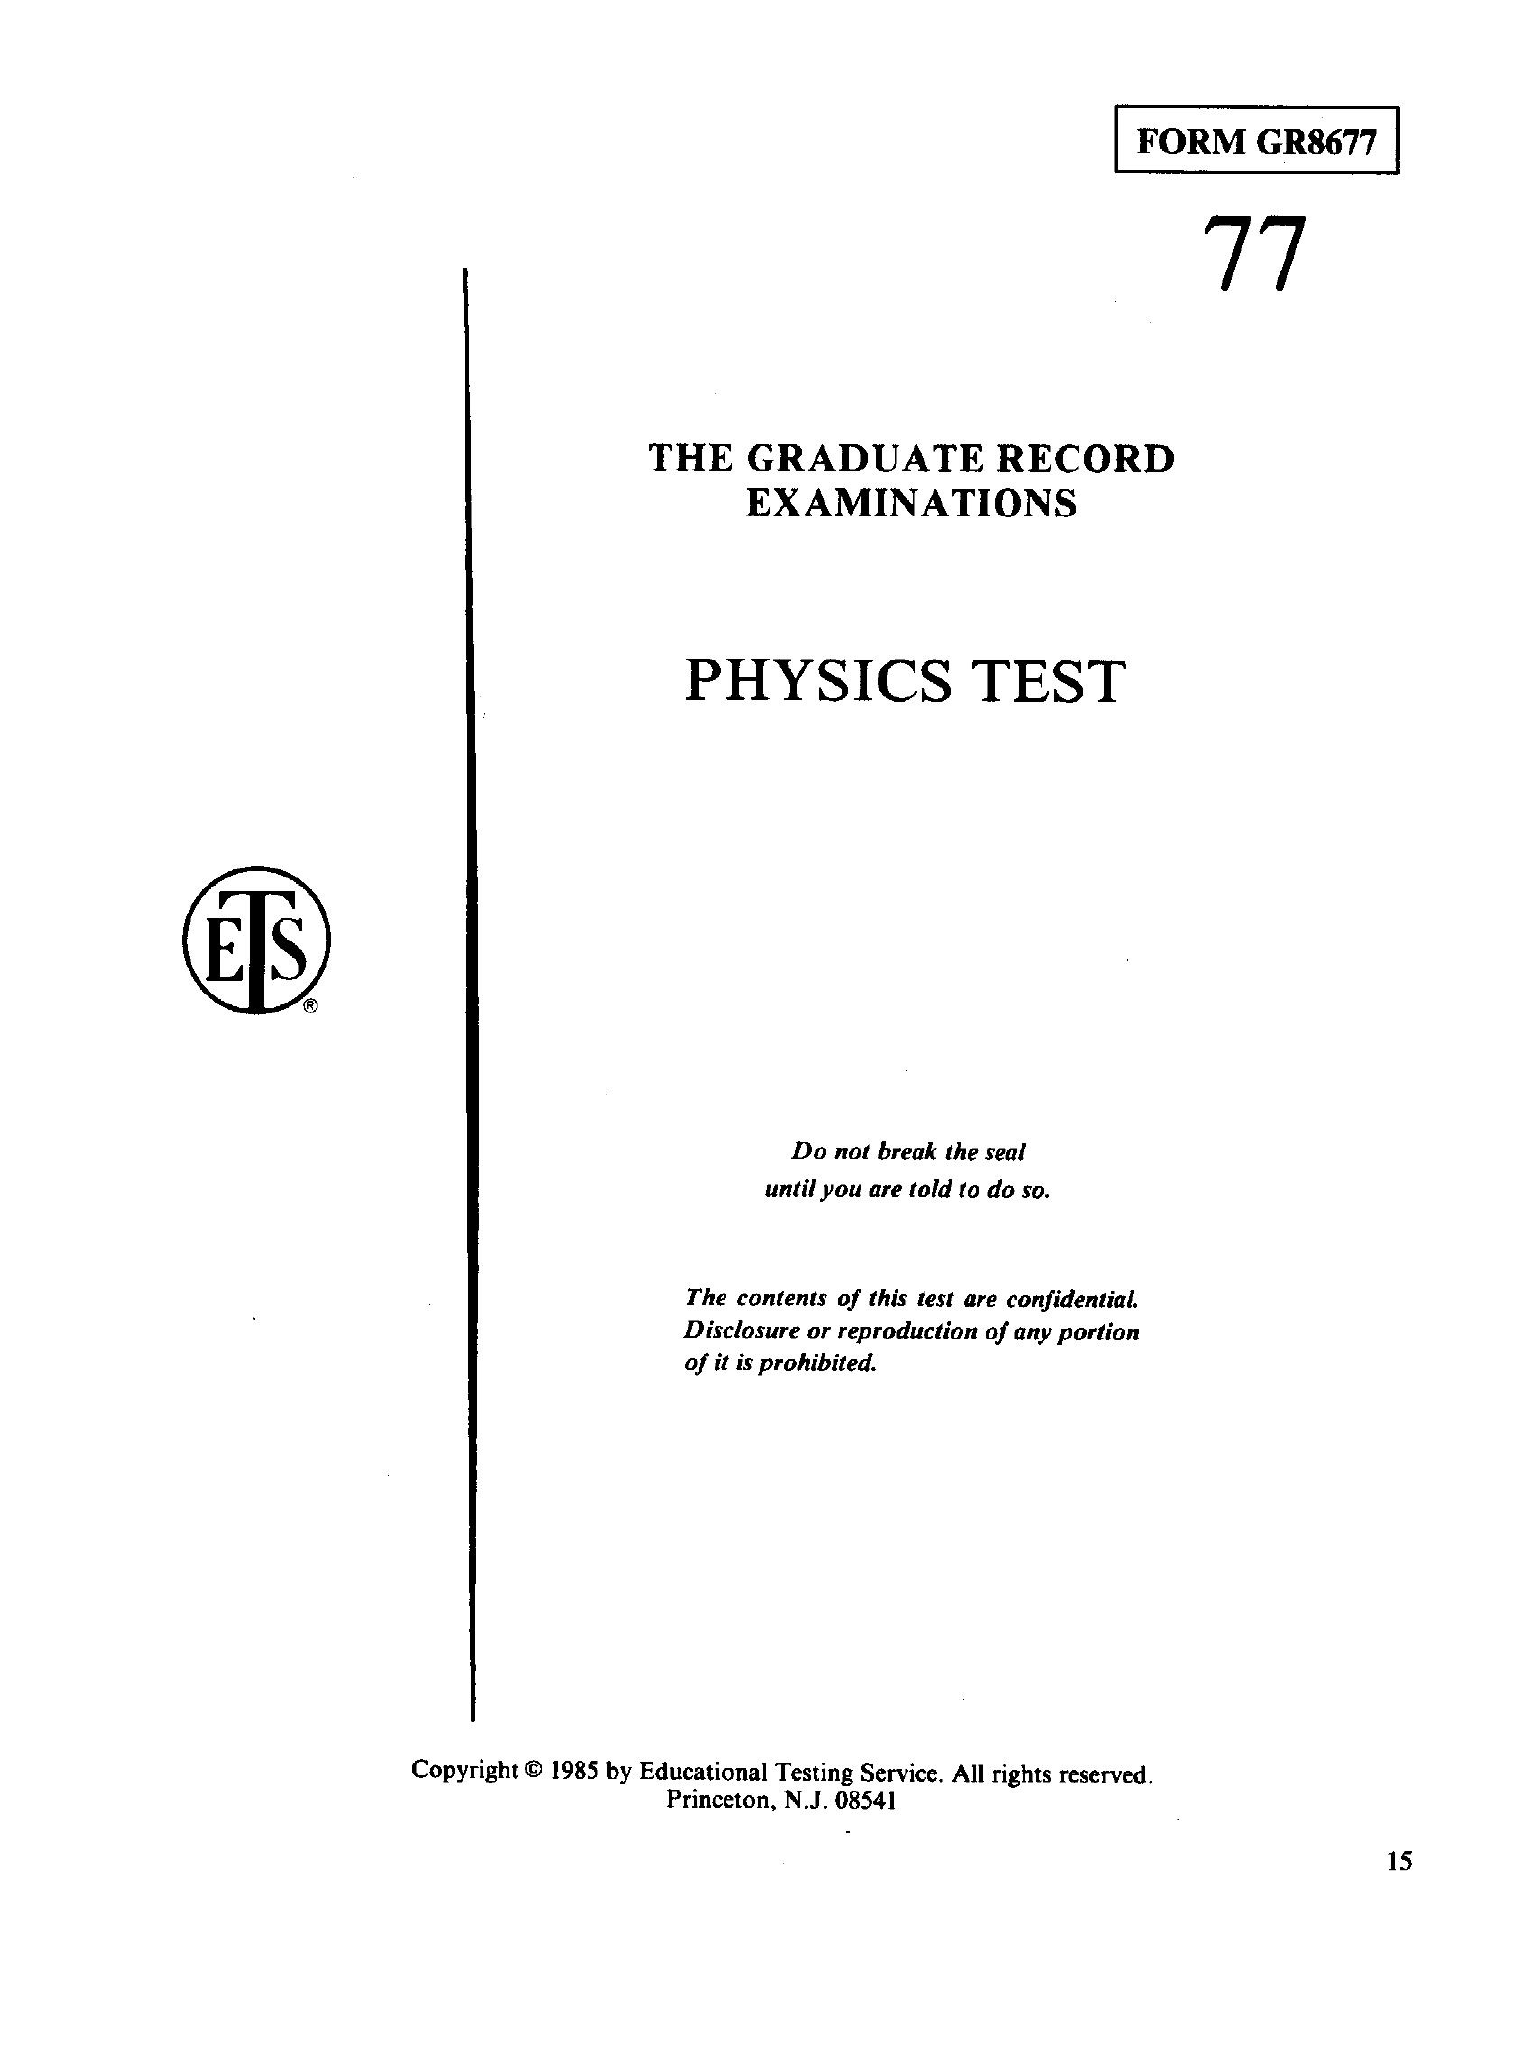 FORM GR8677
77
THE GRADUATE RECORD
EXAMINATIONS
PHYSICS TEST
ETS
®
Do not break the seal
until you are told to do so.
The contents of this test are confidential.
Disclosure or reproduction of any portion
of it is prohibited.
Copyright © 1985 by Educational Testing Service. All rights reserved.
Princeton, N.J. 08541
15